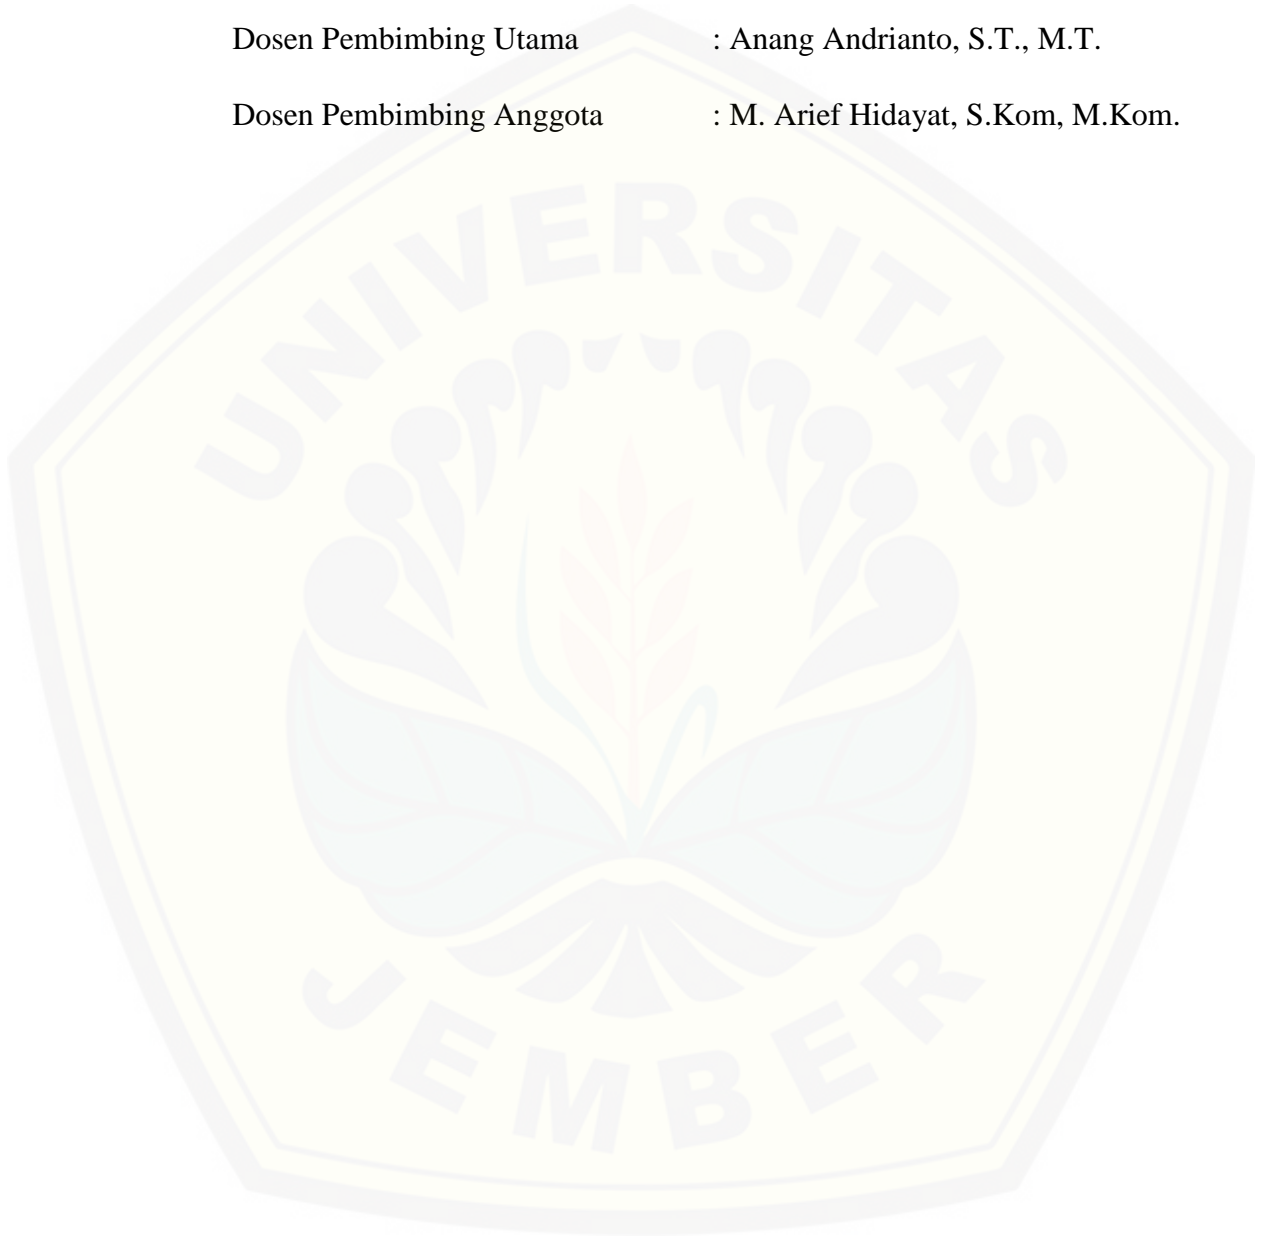 Dosen Pembimbing Utama : Anang Andrianto, S.T., M.T.
Dosen Pembimbing Anggota : M. Arief Hidayat, S.Kom, M.Kom.
UNIVERSITAS
JEMBER